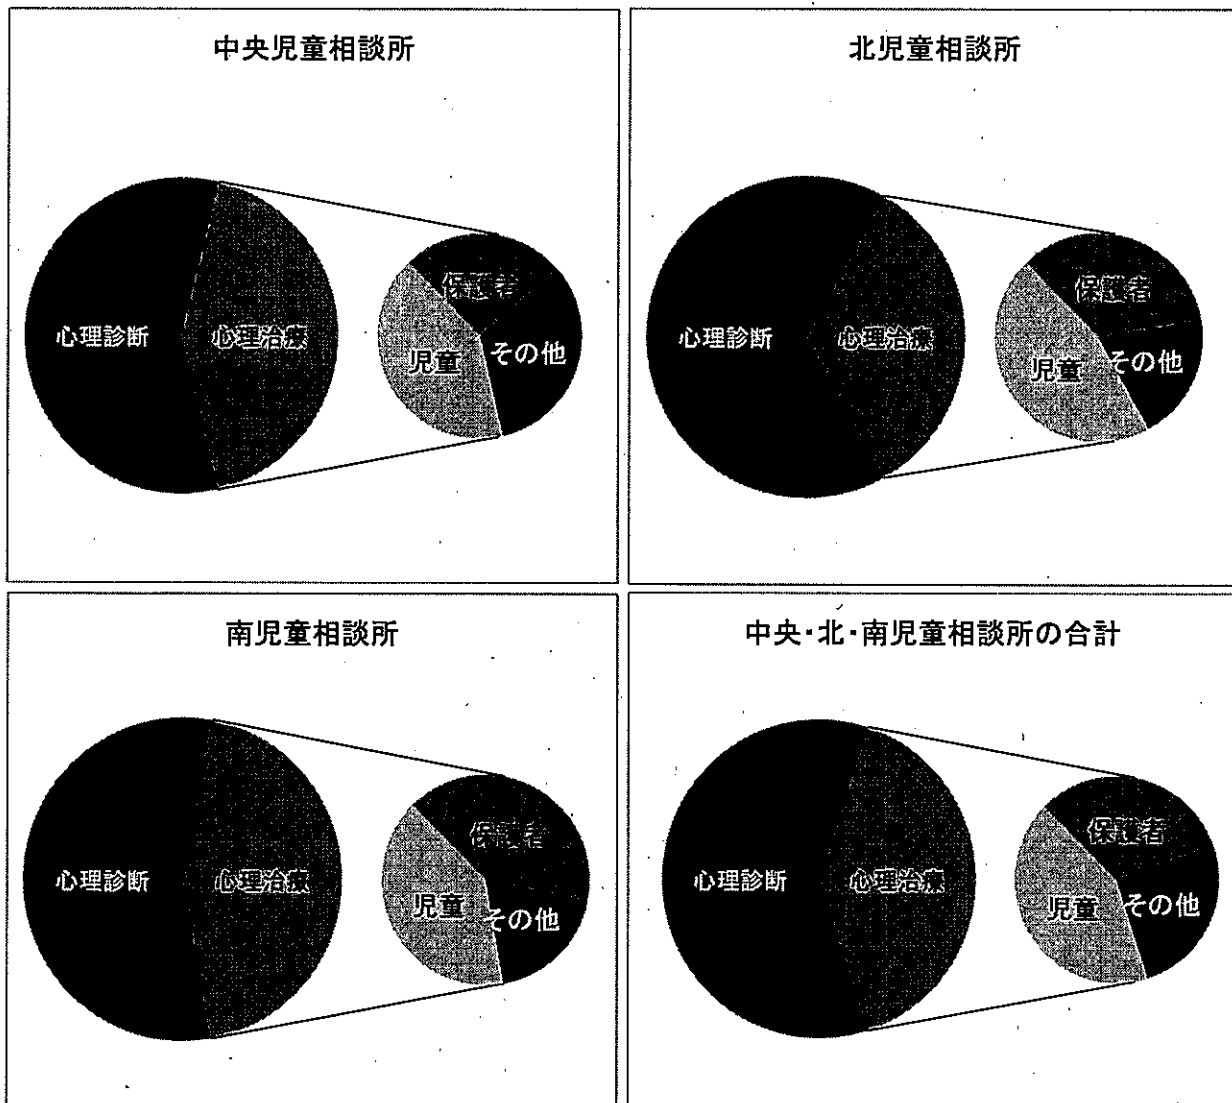 中央児童相談所
心理診断
心理治療
保護者
児童
その他
北児童相談所
心理診断
心理治療
保護者
児童
その他
南児童相談所
心理診断
心理治療
保護者
児童
その他
中央・北・南児童相談所の合計
心理診断
心理治療
保護者
児童
その他